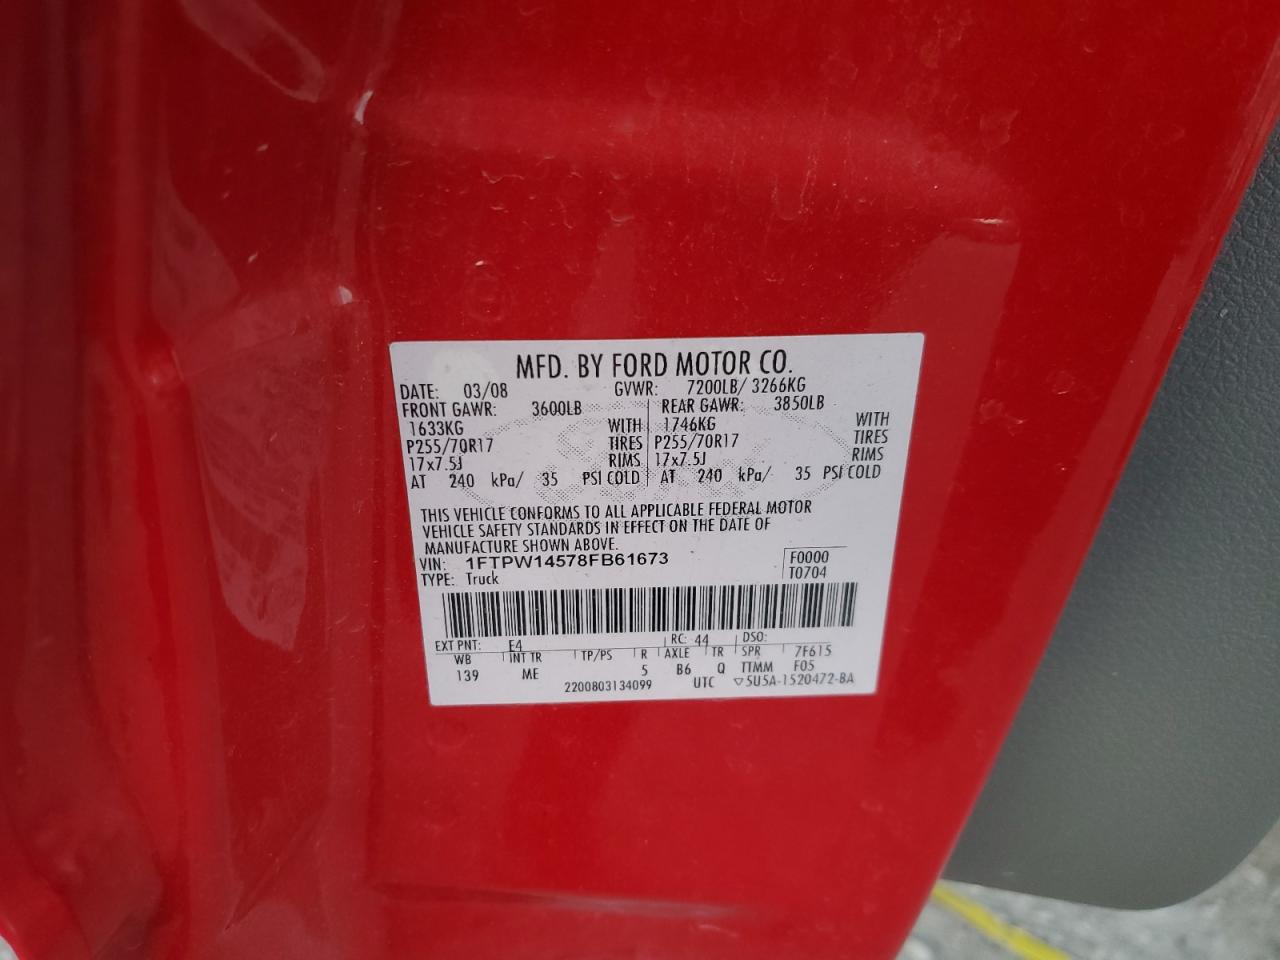 MFD. BY FORD MOTOR CO.
DATE: 03/08 GVWR: 7200LB/ 3266KG
FRONT GAWR: 3600LB REAR GAWR: 3850LB
1633KG WITH 1746KG WITH
P255/70R17 TIRES P255/70R17 TIRES
17x7.5J RIMS 17x7.5J RIMS
AT 240 kPa/ 35 PSI COLD AT 240 kPa/ 35 PSI COLD
THIS VEHICLE CONFORMS TO ALL APPLICABLE FEDERAL MOTOR
VEHICLE SAFETY STANDARDS IN EFFECT ON THE DATE OF
MANUFACTURE SHOWN ABOVE.
VIN: 1FTPW14578FB61673 F0000
TYPE: Truck T0704
EXT PNT: E4 RC: 44 DSO:
WB INT TR TP/PS R AXLE TR SPR 7F615
139 ME 5 B6 Q TTMM F05
2200803134099 UTC ▽5U5A-1520472-BA